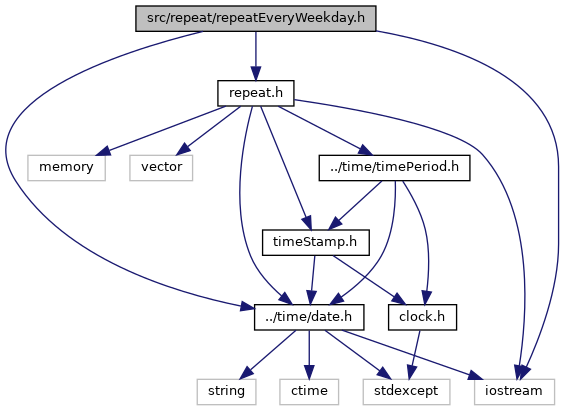 src/repeat/repeatEveryWeekday.h
repeat.h
memory
vector
../time/timePeriod.h
timeStamp.h
../time/date.h
clock.h
string
ctime
stdexcept
iostream